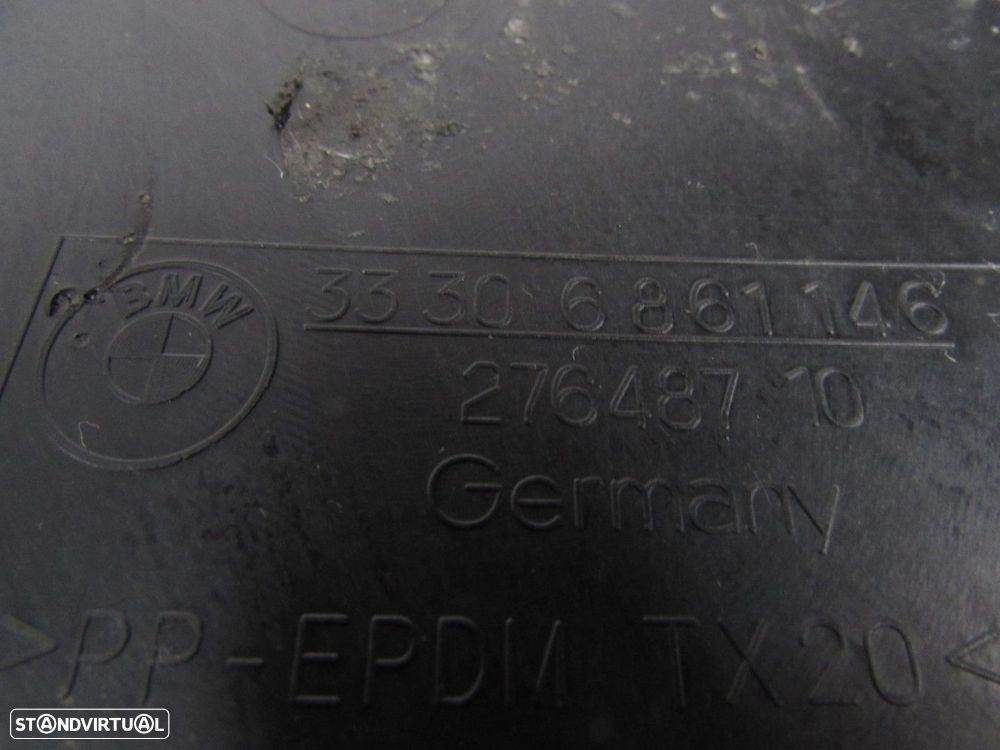 BMW
33 30 6 861 146
276487 10
Germany
>PP-EPDM TX20<
STANDVIRTUAL